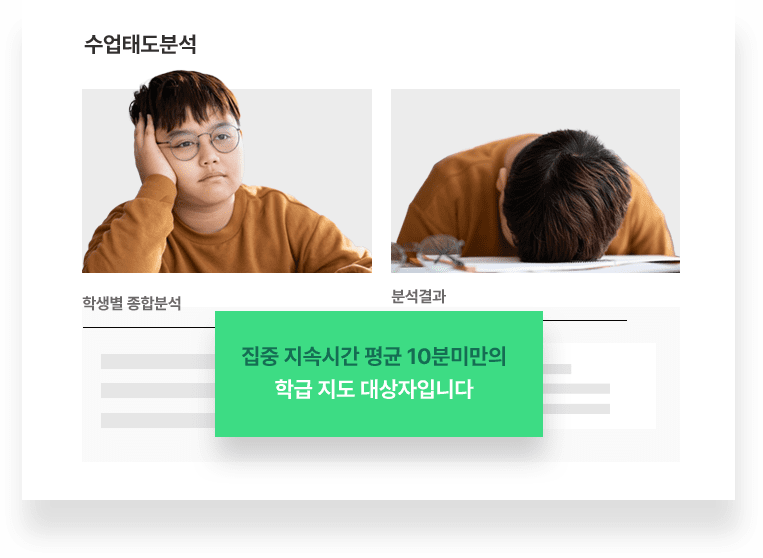 수업태도분석
학생별 종합분석
분석결과
집중 지속시간 평균 10분미만의
학급 지도 대상자입니다